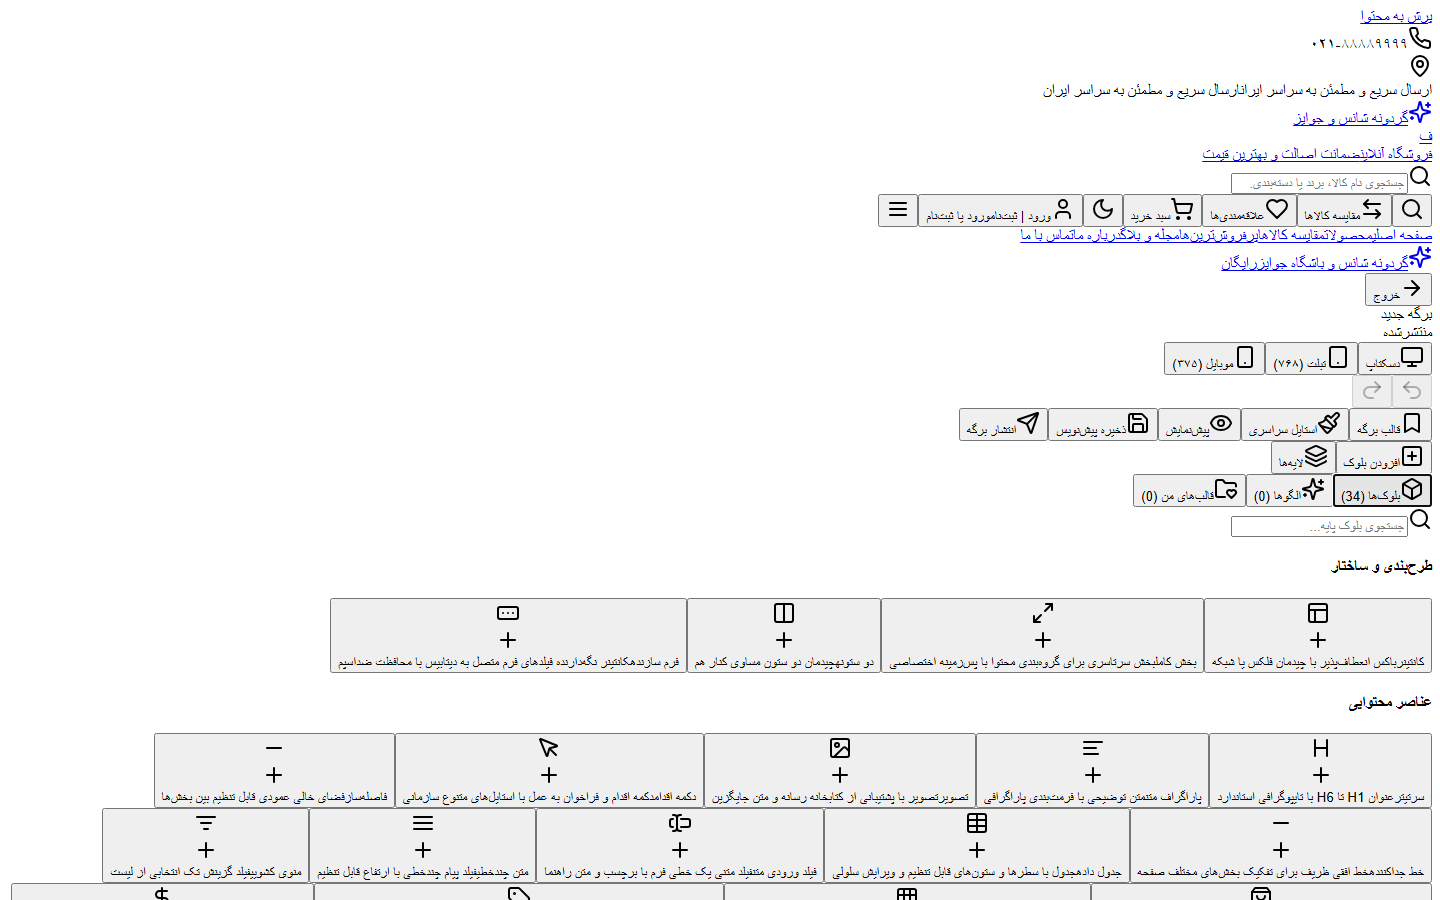 پرش به محتوا
۰۲۱-۸۸۸۸۹۹۹۹
ارسال سریع و مطمئن به سراسر ایرانارسال سریع و مطمئن به سراسر ایران
گردونه شانس و جوایز
ف
فروشگاه آنلاینضمانت اصالت و بهترین قیمت
جستجوی نام کالا، برند یا دسته‌بندی.
مقایسه کالاها علاقه‌مندی‌ها سبد خرید ورود | ثبت‌نامورود یا ثبت‌نام
صفحه اصلیمحصولاتمقایسه کالاهاپرفروش‌ترین‌هامجله و بلاگدرباره ماتماس با ما
گردونه شانس و باشگاه جوایزرایگان
خروج
برگه جدید
منتشرشده
دسکتاپ تبلت (۷۶۸) موبایل (۳۷۵)
قالب برگه استایل سراسری پیش‌نمایش ذخیره پیش‌نویس انتشار برگه
افزودن بلوک لایه‌ها
بلوک‌ها (34) الگوها (0) قالب‌های من (0)
جستجوی بلوک پایه...
طرح‌بندی و ساختار
کانتینرباکس انعطاف‌پذیر با چیدمان فلکس یا شبکه بخش کاملبخش سرتاسری برای گروه‌بندی محتوا با پس‌زمینه اختصاصی دو ستونهچیدمان دو ستون مساوی کنار هم فرم سازندهکانتینر نگه‌دارنده فیلدهای فرم متصل به دیتابیس با محافظت ضداسپم
عناصر محتوایی
سرتیترعنوان H1 تا H6 با تایپوگرافی استاندارد پاراگراف متنمتن توضیحی با فرمت‌بندی پاراگرافی تصویرتصویر با پشتیبانی از کتابخانه رسانه و متن جایگزین دکمه اقدامدکمه اقدام و فراخوان به عمل با استایل‌های متنوع سازمانی فاصله‌سازفضای خالی عمودی قابل تنظیم بین بخش‌ها
خط جداکنندهخط افقی ظریف برای تفکیک بخش‌های مختلف صفحه جدول دادهجدول با سطرها و ستون‌های قابل تنظیم و ویرایش سلولی فیلد ورودی متنفیلد متنی یک خطی فرم با برچسب و متن راهنما متن چندخطیفیلد پیام چندخطی با ارتفاع قابل تنظیم منوی کشوییفیلد گزینش تک انتخابی از لیست